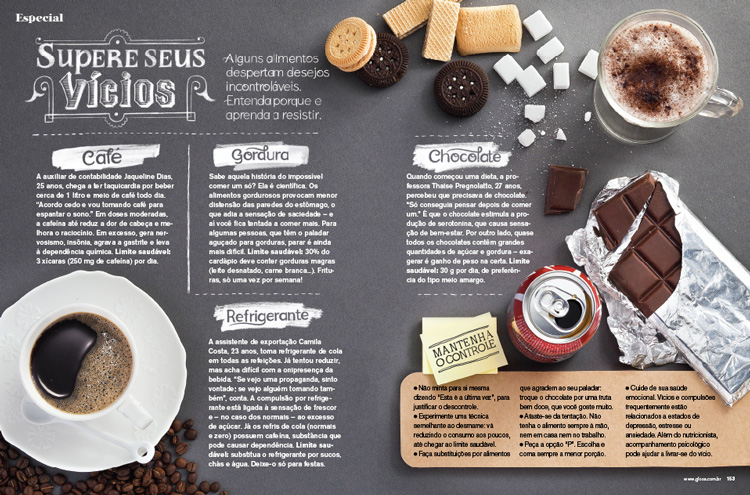 Especial
SUPERE SEUS
VÍCIOS
Alguns alimentos
despertam desejos
incontroláveis.
Entenda porque e
aprenda a resistir.
Café
A auxiliar de contabilidade Jaqueline Dias,
25 anos, chega a ter taquicardia por beber
cerca de 1 litro e meio de café todo dia.
"Acordo cedo e vou tomando café para
espantar o sono." Em doses moderadas,
a cafeína até reduz a dor de cabeça e me-
lhora o raciocínio. Em excesso, gera ner-
vosismo, insônia, agrava a gastrite e leva
à dependência química. Limite saudável:
3 xícaras (250 mg de cafeína) por dia.
Gordura
Sabe aquela história do impossível
comer um só? Ela é científica. Os
alimentos gordurosos provocam menor
distensão das paredes do estômago, o
que adia a sensação de saciedade – e
aí você fica tentada a comer mais. Para
algumas pessoas, que têm o paladar
aguçado para gorduras, parar é ainda
mais difícil. Limite saudável: 30% do
cardápio deve conter gorduras magras
(leite desnatado, carne branca...). Fritu-
ras, só uma vez por semana!
Refrigerante
A assistente de exportação Camila
Costa, 23 anos, toma refrigerante de cola
em todas as refeições. Já tentou reduzir,
mas acha difícil com a onipresença da
bebida. "Se vejo uma propaganda, sinto
vontade; se vejo alguém tomando tam-
bém", conta. A compulsão por refrige-
rante está ligada à sensação de frescor
e – no caso dos normais – ao excesso
de açúcar. Já os refris de cola (normais
e zero) possuem cafeína, substância que
pode causar dependência. Limite sau-
dável: substitua o refrigerante por sucos,
chás e água. Deixe-o só para festas.
Chocolate
Quando começou uma dieta, a pro-
fessora Thaise Pregnolatto, 27 anos,
percebeu que precisava de chocolate.
"Só conseguia pensar depois de comer
um." É que o chocolate estimula a pro-
dução de serotonina, que causa sensa-
ção de bem-estar. Por outro lado, quase
todos os chocolates contêm grandes
quantidades de açúcar e gordura – exa-
gerar é ganho de peso na certa. Limite
saudável: 30 g por dia, de preferên-
cia do tipo meio amargo.
MANTENHA
O CONTROLE
• Não minta para si mesma
dizendo "Esta é a última vez", para
justificar o descontrole.
• Experimente uma técnica
semelhante ao desmame: vá
reduzindo o consumo aos poucos,
até chegar ao limite saudável.
• Faça substituições por alimentos
que agradem ao seu paladar:
troque o chocolate por uma fruta
bem doce, que você goste muito.
• Afaste-se da tentação. Não
tenha o alimento sempre à mão,
nem em casa nem no trabalho.
• Peça a opção "P". Escolha e
coma sempre a menor porção.
• Cuide de sua saúde
emocional. Vícios e compulsões
frequentemente estão
relacionados a estados de
depressão, estresse ou
ansiedade. Além do nutricionista,
acompanhamento psicológico
pode ajudar a livrar-se do vício.
www.gloss.com.br 153